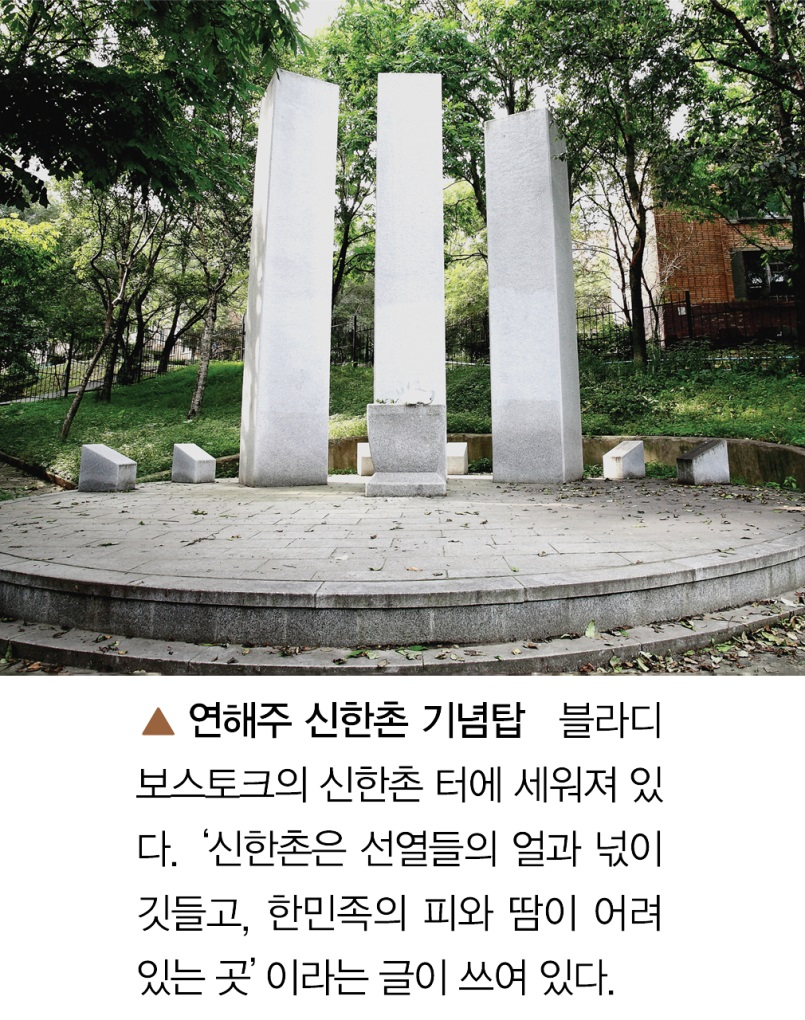 ▲ 연해주 신한촌 기념탑 블라디
보스토크의 신한촌 터에 세워져 있
다. ‘신한촌은 선열들의 얼과 넋이
깃들고, 한민족의 피와 땀이 어려
있는 곳’이라는 글이 쓰여 있다.